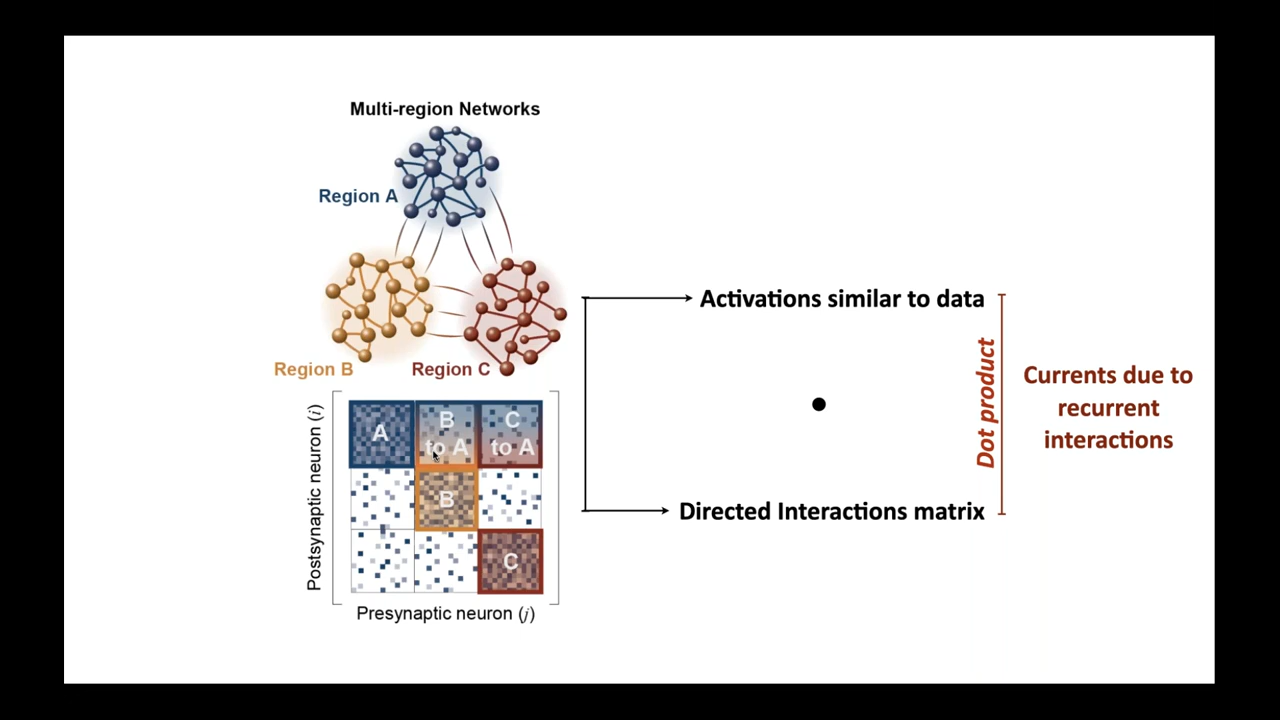 Multi-region Networks
Region A
Region B
Region C
A
B
to A
C
to A
B
C
Postsynaptic neuron (i)
Presynaptic neuron (j)
Activations similar to data
Dot product
Directed Interactions matrix
Currents due to
recurrent
interactions